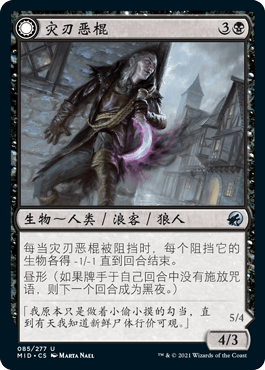 灾刃恶棍 3
生物～人类 / 浪客 / 狼人
每当灾刃恶棍被阻挡时，每个阻挡它的
生物各得 -1/-1 直到回合结束。
昼形（如果牌手于自己回合中没有施放咒
语，则下一个回合成为黑夜。）
「我原本只是做着小偷小摸的勾当，直
到有天我知道新鲜尸体行价可观。」
5/4
4/3
085/277 U
MID • CS Marta Nael
™ & © 2021 Wizards of the Coast